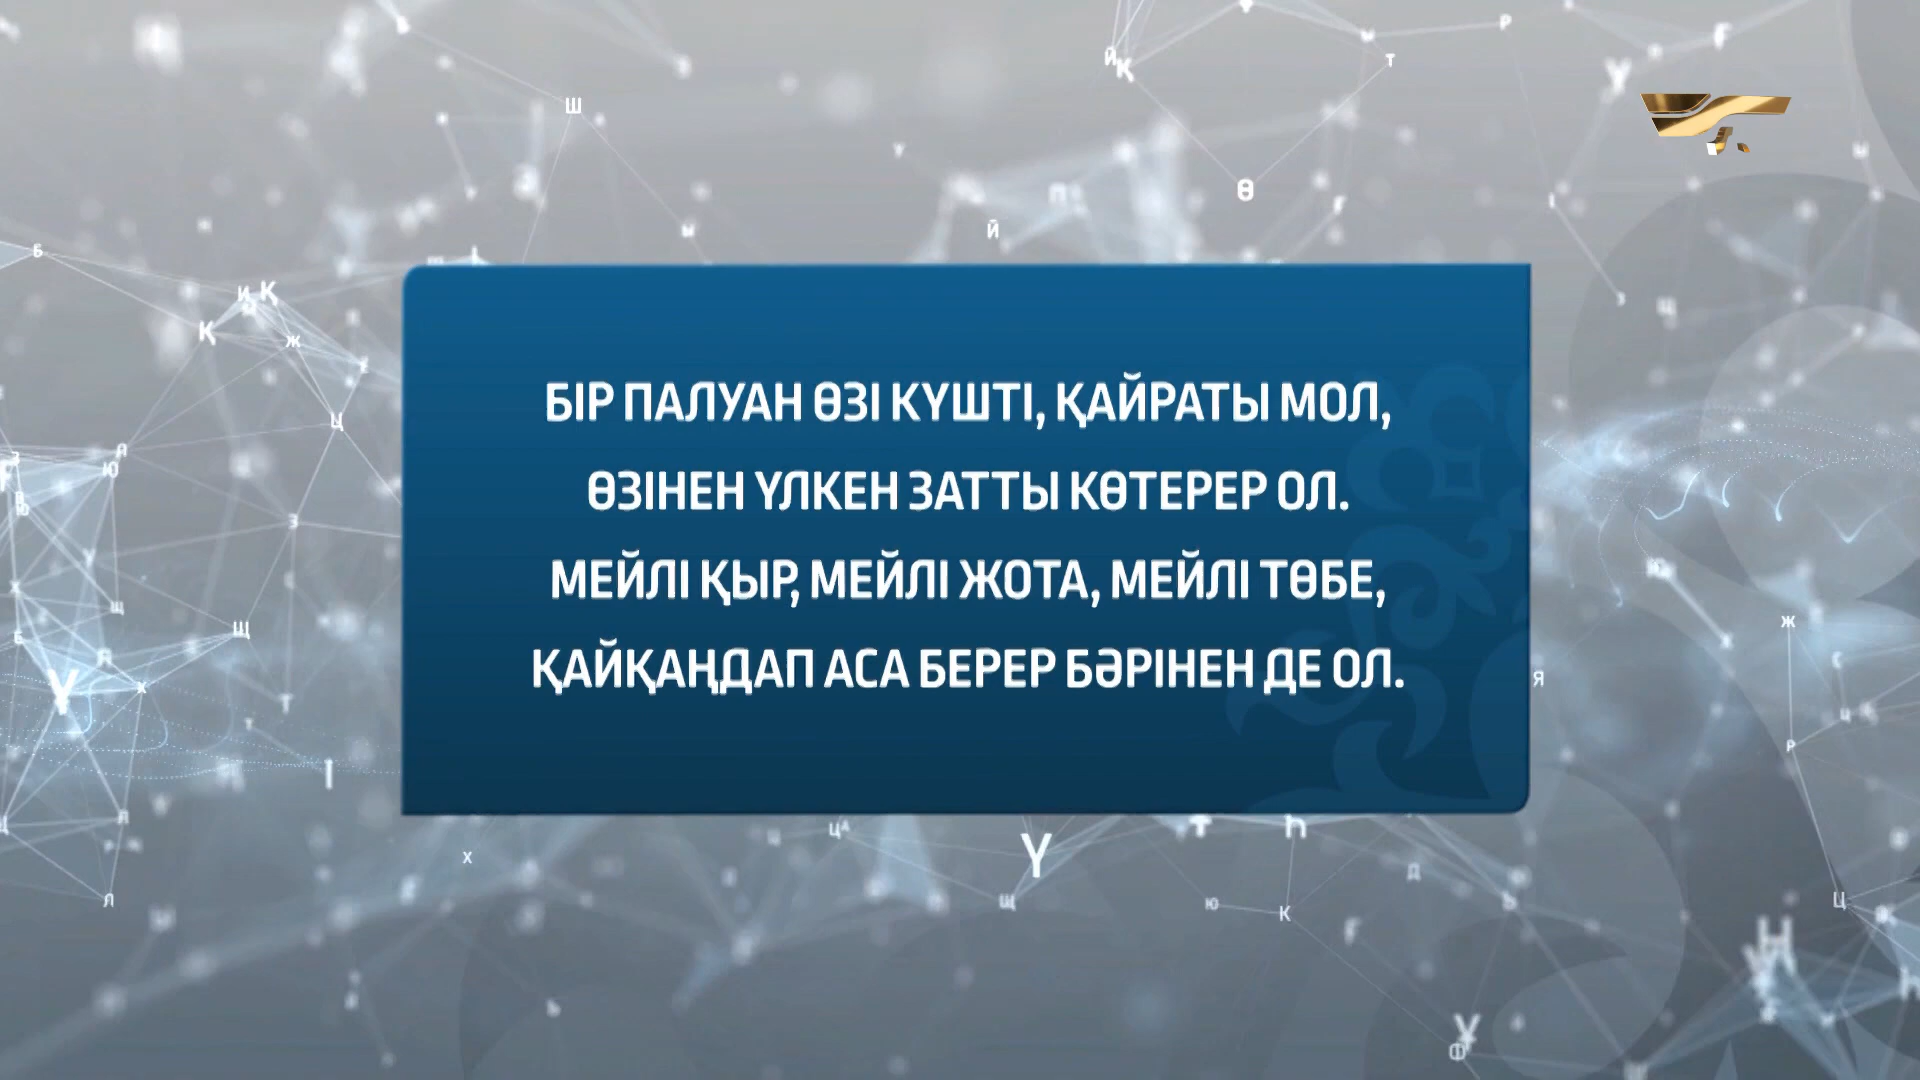 БІР ПАЛУАН ӨЗІ КҮШТІ, ҚАЙРАТЫ МОЛ,
ӨЗІНЕН ҮЛКЕН ЗАТТЫ КӨТЕРЕР ОЛ.
МЕЙЛІ ҚЫР, МЕЙЛІ ЖОТА, МЕЙЛІ ТӨБЕ,
ҚАЙҚАҢДАП АСА БЕРЕР БӘРІНЕН ДЕ ОЛ.